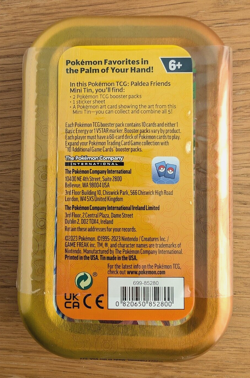 Pokémon Favorites in
the Palm of Your Hand!
6+
In this Pokémon TCG: Paldea Friends
Mini Tin, you'll find:
• 2 Pokémon TCG booster packs
• 1 sticker sheet
• A Pokémon art card showing the art from this
Mini Tin—you can collect and combine all 5!
Each Pokémon TCG booster pack contains 10 cards and either 1
Basic Energy or 1 VSTAR marker. Booster packs vary by product.
Each player must have a 60-card deck of Pokémon cards to play.
Expand your Pokémon Trading Card Game collection with
10 Additional Game Cards booster packs.
The Pokémon Company
INTERNATIONAL
The Pokémon Company International
10400 NE 4th Street, Suite 2800
Bellevue, WA 98004 USA
3rd Floor Building 10, Chiswick Park, 566 Chiswick High Road
London, W4 5XS United Kingdom
The Pokémon Company International Ireland Limited
3rd Floor, 2 Central Plaza, Dame Street
Dublin 2, D02 T0X4, Ireland
Retain these addresses for your records.
©2023 Pokémon. ©1995–2023 Nintendo / Creatures Inc. /
GAME FREAK inc. TM, ®, and character names are trademarks of
Nintendo.
Printed in the USA. Tin made in the USA.
For the latest info on the Pokémon TCG,
check out www.pokemon.com.
699-85280
UK
CA
CE
0 820650 852800